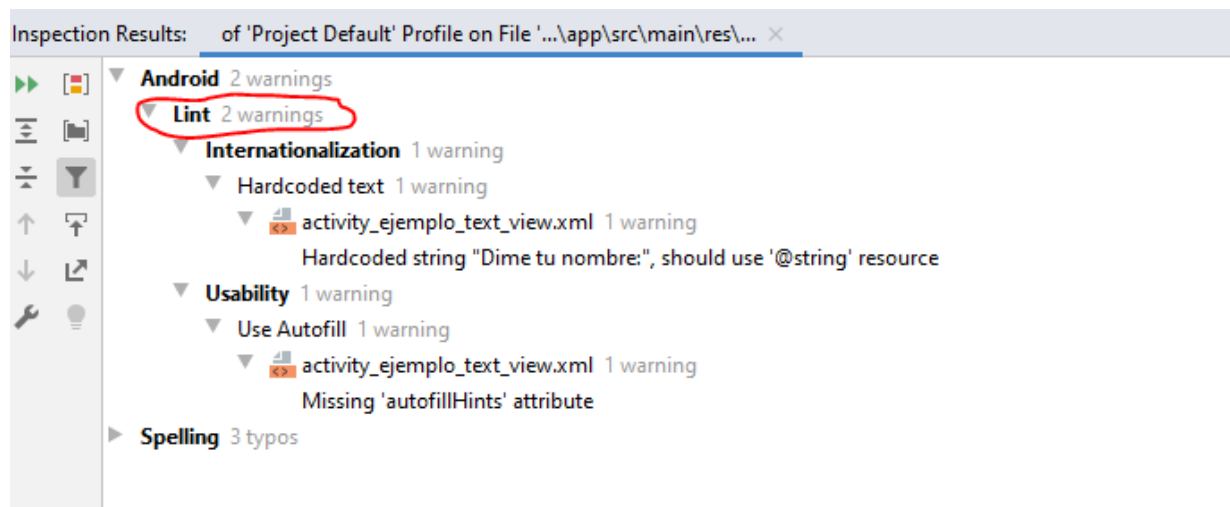 Inspection Results: of 'Project Default' Profile on File '...\app\src\main\res\...
Android 2 warnings
Lint 2 warnings
Internationalization 1 warning
Hardcoded text 1 warning
activity_ejemplo_text_view.xml 1 warning
Hardcoded string "Dime tu nombre:", should use '@string' resource
Usability 1 warning
Use Autofill 1 warning
activity_ejemplo_text_view.xml 1 warning
Missing 'autofillHints' attribute
Spelling 3 typos